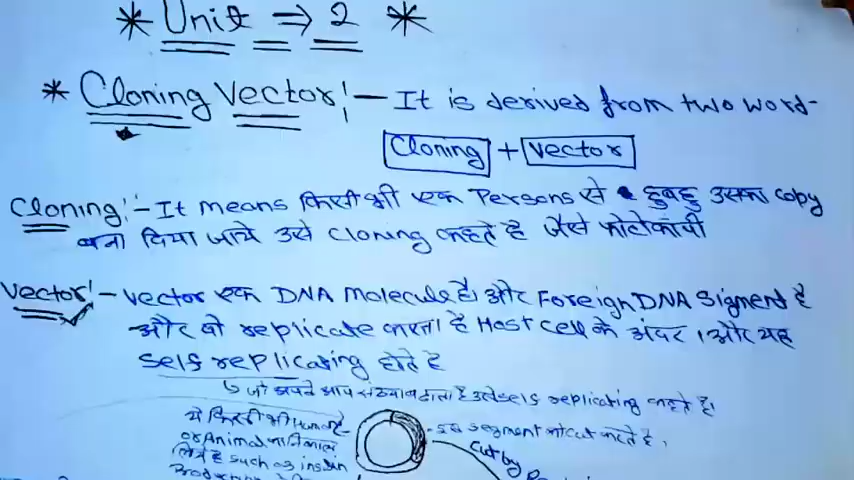 * Unit ⇒ 2 *
* Cloning Vector :- It is derived from two word-
Cloning + Vector
Cloning :- It means किसी भी एक Persons से हुबहु उसका copy
बना दिया जाये उसे Cloning कहते है जैसे फोटोकॉपी
Vector :- Vector एक DNA Molecule है। और Foreign DNA Sigment है
और वो replicate करता है Host Cell के अंदर । और यह
Self replicating होते है
जो अपने आप संख्या बढाता है उसे self replicating कहते है।
ये किसी भी Human
or Animal का निकाल
- इस segment को cut करते है ।
लेते है such as
Cut by
Production